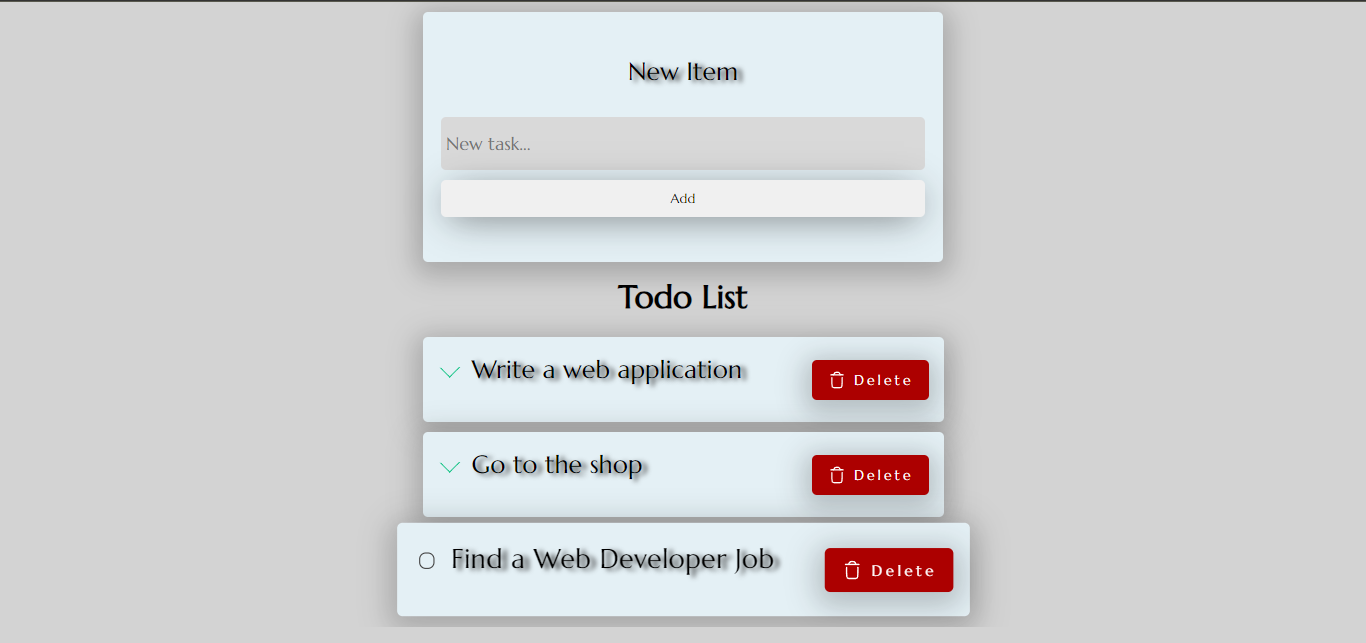 New Item
New task...
Add
Todo List
Write a web application
Delete
Go to the shop
Delete
Find a Web Developer Job
Delete